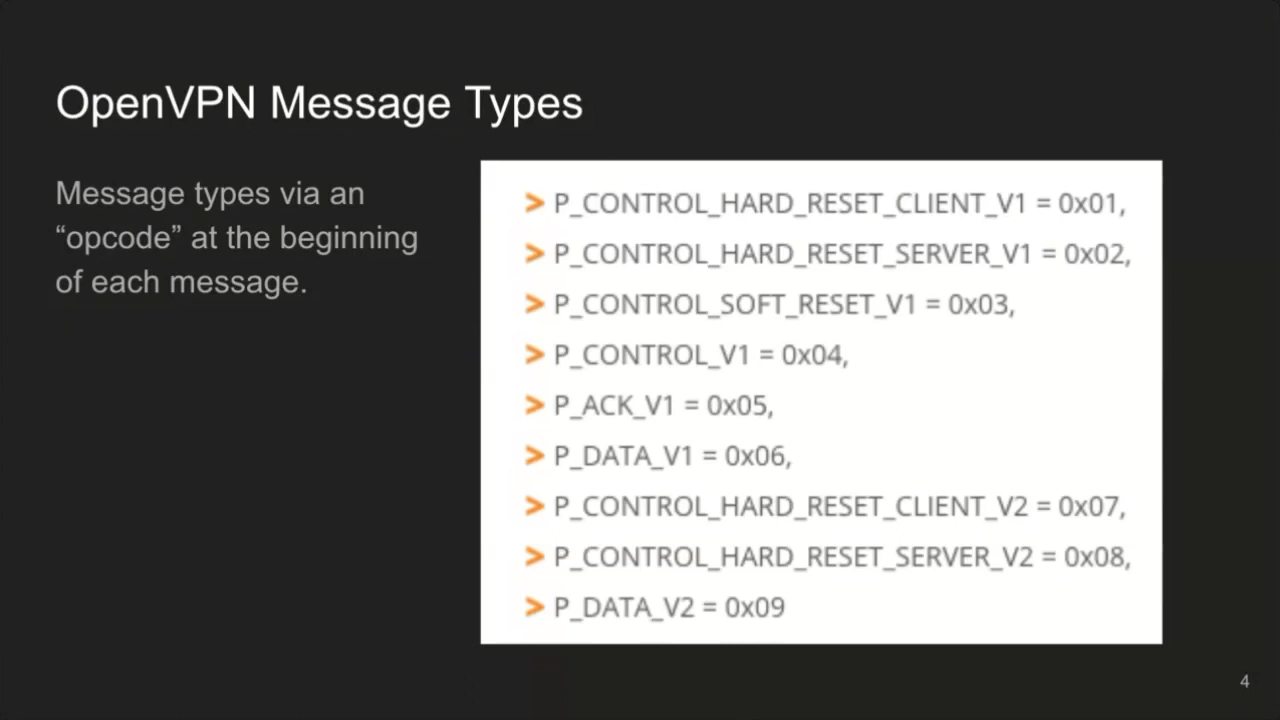 OpenVPN Message Types
Message types via an
“opcode” at the beginning
of each message.
> P_CONTROL_HARD_RESET_CLIENT_V1 = 0x01,
> P_CONTROL_HARD_RESET_SERVER_V1 = 0x02,
> P_CONTROL_SOFT_RESET_V1 = 0x03,
> P_CONTROL_V1 = 0x04,
> P_ACK_V1 = 0x05,
> P_DATA_V1 = 0x06,
> P_CONTROL_HARD_RESET_CLIENT_V2 = 0x07,
> P_CONTROL_HARD_RESET_SERVER_V2 = 0x08,
> P_DATA_V2 = 0x09
4